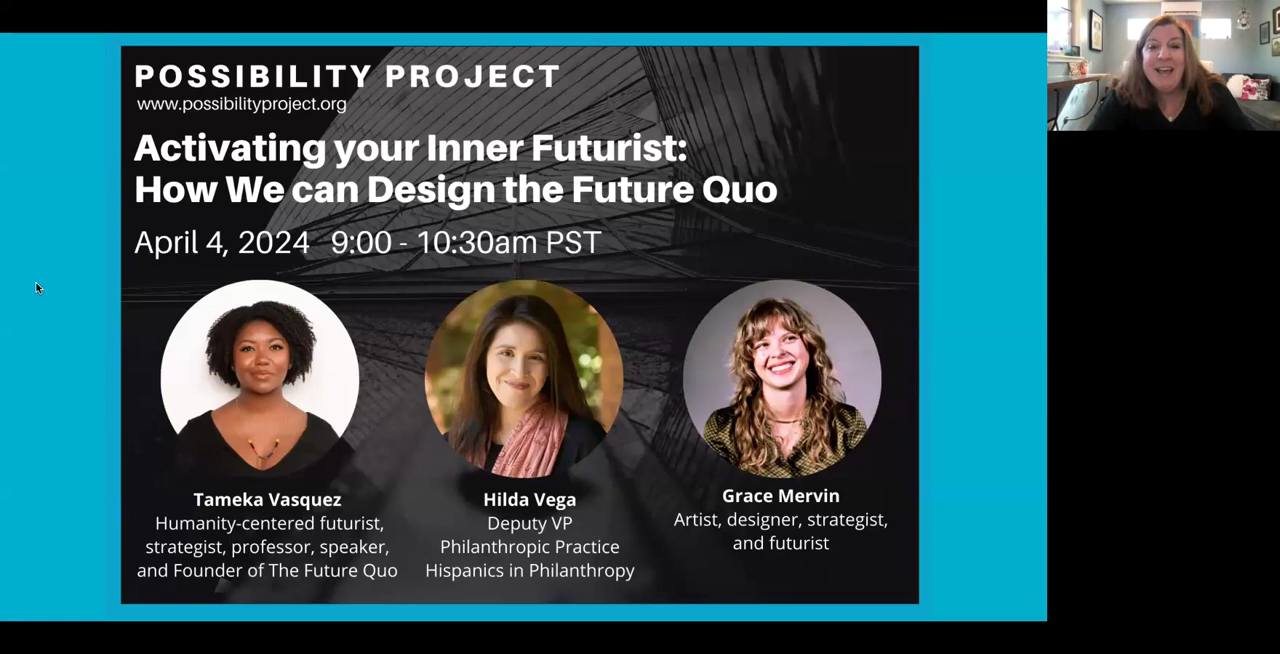 POSSIBILITY PROJECT
www.possibilityproject.org
Activating your Inner Futurist:
How We can Design the Future Quo
April 4, 2024 9:00 - 10:30am PST
Tameka Vasquez
Humanity-centered futurist,
strategist, professor, speaker,
and Founder of The Future Quo
Hilda Vega
Deputy VP
Philanthropic Practice
Hispanics in Philanthropy
Grace Mervin
Artist, designer, strategist,
and futurist